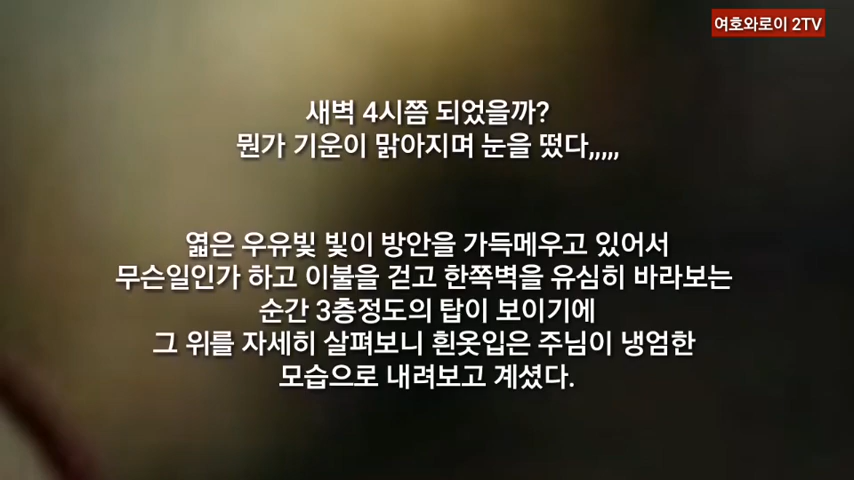 여호와로이 2TV
새벽 4시쯤 되었을까?
뭔가 기운이 맑아지며 눈을 떴다,,,,,
엷은 우유빛 빛이 방안을 가득메우고 있어서
무슨일인가 하고 이불을 걷고 한쪽벽을 유심히 바라보는
순간 3층정도의 탑이 보이기에
그 위를 자세히 살펴보니 흰옷입은 주님이 냉엄한
모습으로 내려보고 계셨다.